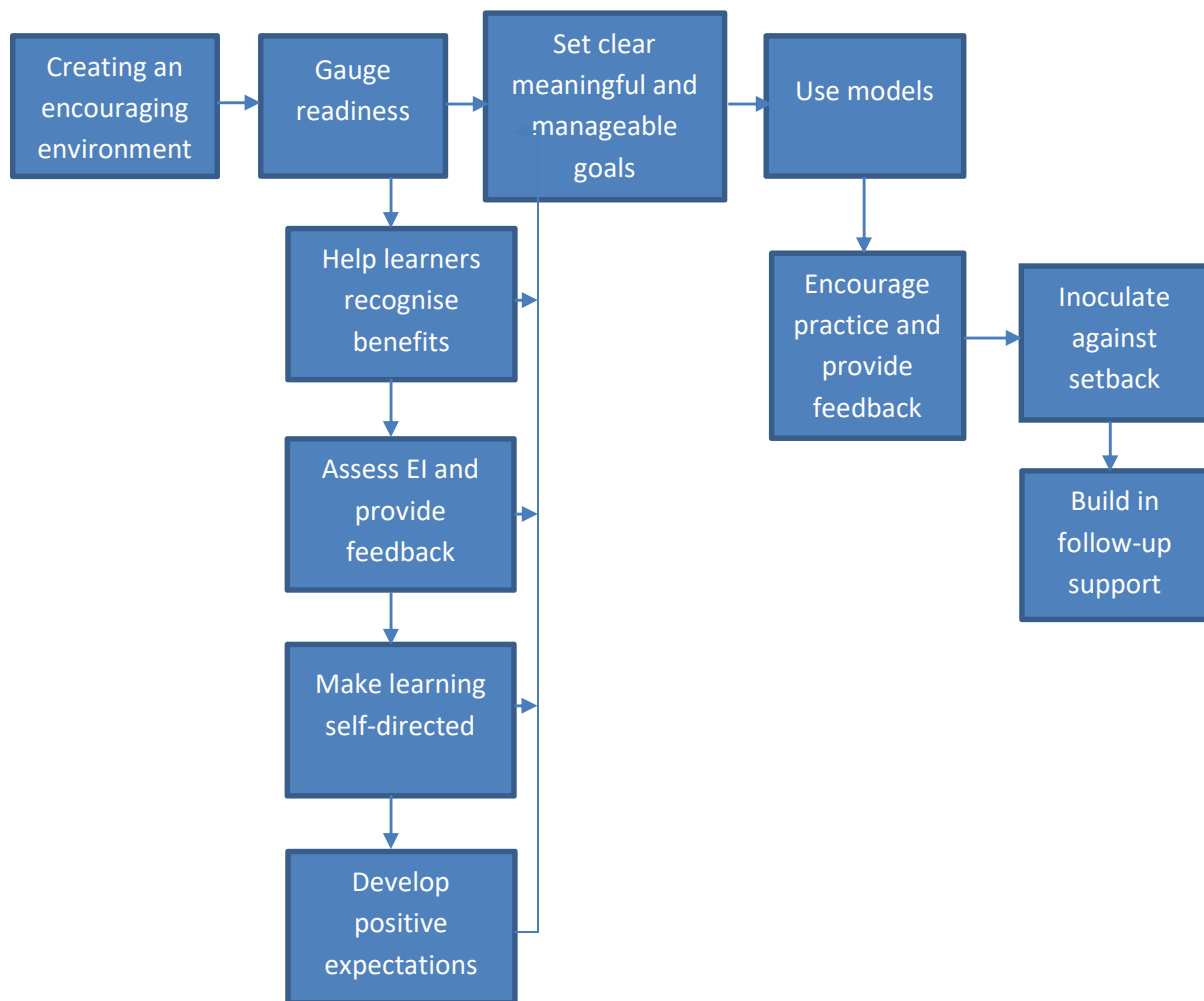 Creating an
encouraging
environment
Gauge
readiness
Set clear
meaningful and
manageable
goals
Use models
Help learners
recognise
benefits
Encourage
practice and
provide
feedback
Inoculate
against
setback
Assess EI and
provide
feedback
Build in
follow-up
support
Make learning
self-directed
Develop
positive
expectations